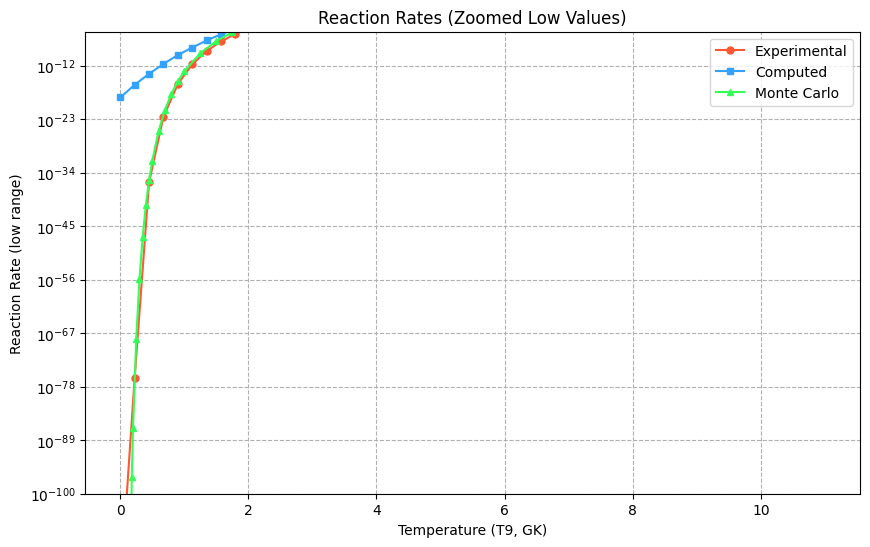 Reaction Rates (Zoomed Low Values)
Experimental
Computed
Monte Carlo
Reaction Rate (low range)
10⁻¹²
10⁻²³
10⁻³⁴
10⁻⁴⁵
10⁻⁵⁶
10⁻⁶⁷
10⁻⁷⁸
10⁻⁸⁹
10⁻¹⁰⁰
0 2 4 6 8 10
Temperature (T9, GK)